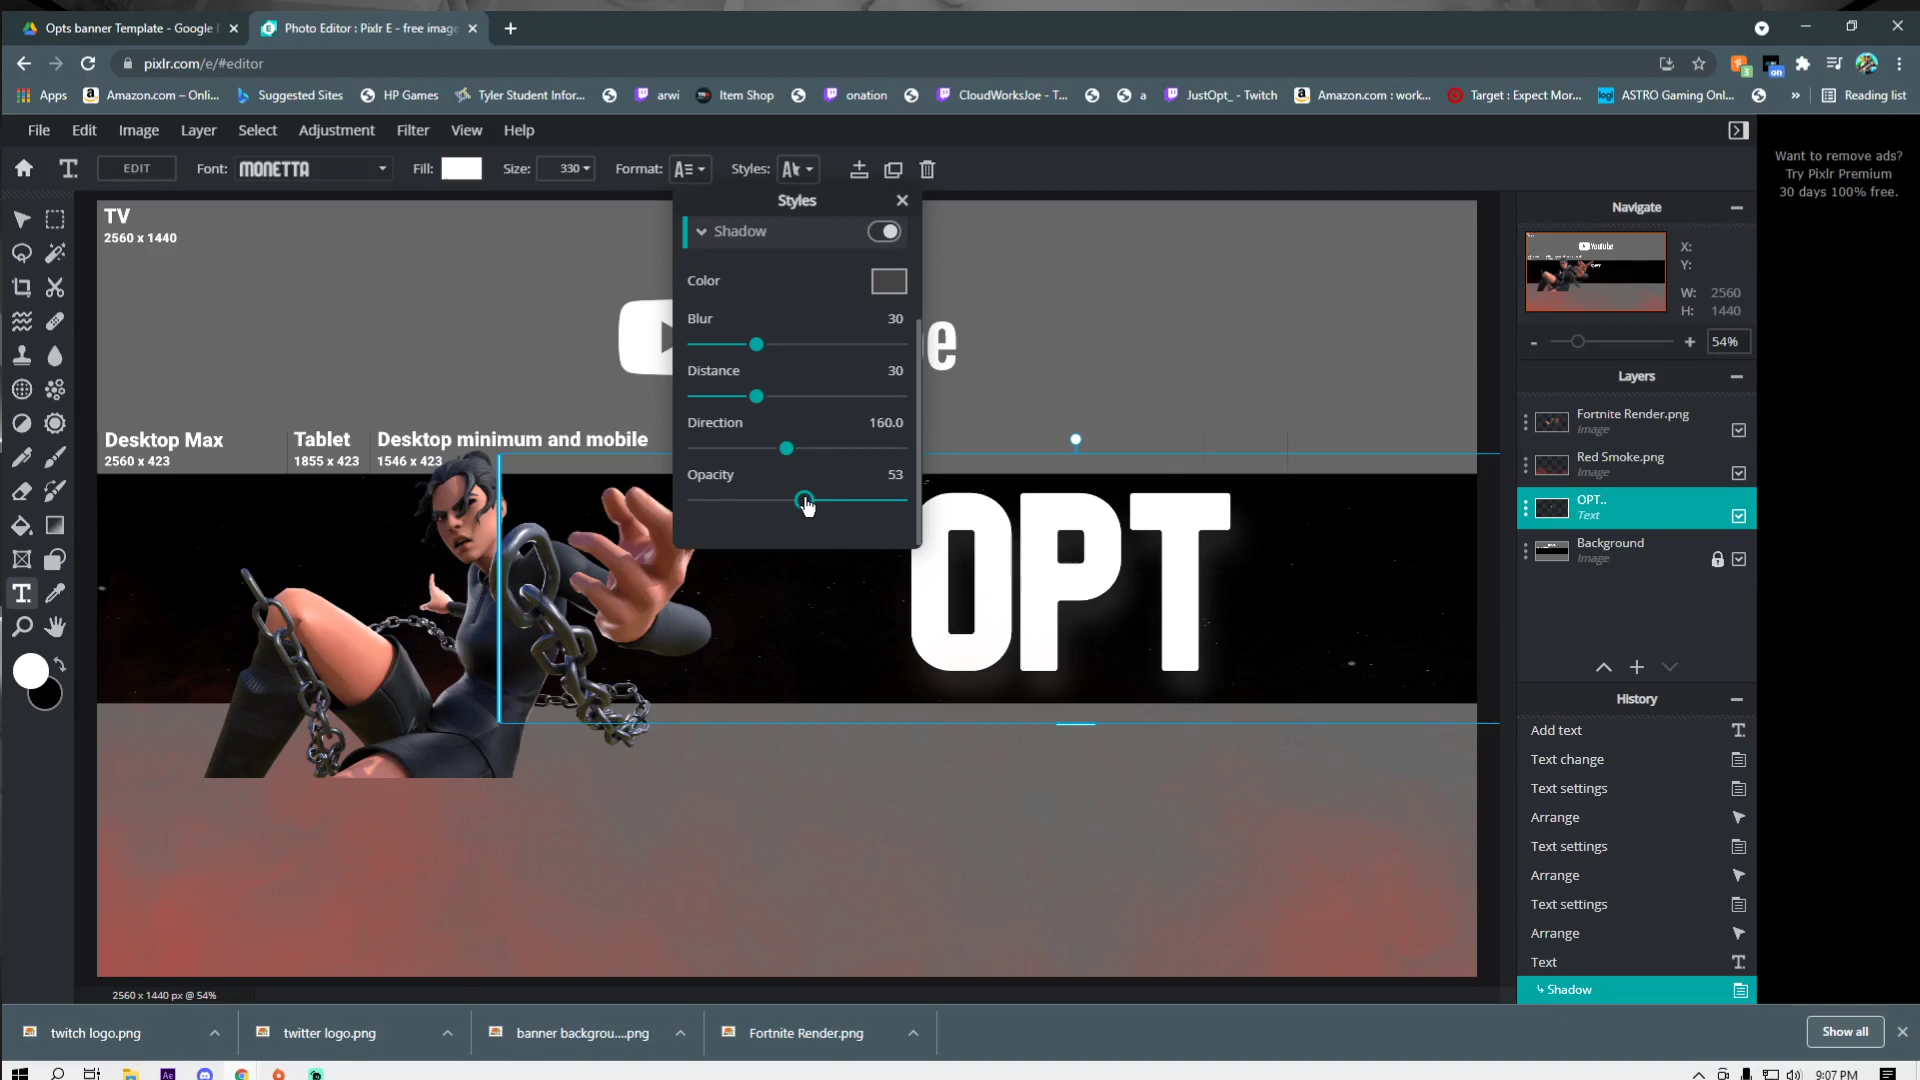 Opts banner Template - Google
Photo Editor : Pixlr E - free imag
pixlr.com/e/#editor
Apps
Amazon.com – Onli...
Suggested Sites
HP Games
Tyler Student Infor...
arwi
Item Shop
onation
CloudWorksJoe - T...
a
JustOpt_ - Twitch
Amazon.com : work...
Target : Expect Mor...
ASTRO Gaming Onl...
»
Reading list
3
on
File
Edit
Image
Layer
Select
Adjustment
Filter
View
Help
EDIT
Font:
MONETTA
Fill:
Size:
330
Format:
Styles:
Want to remove ads?
Try Pixlr Premium
30 days 100% free.
TV
2560 x 1440
Styles
Shadow
Color
Blur
30
Distance
30
Direction
160.0
Opacity
53
e
Desktop Max
2560 x 423
Tablet
1855 x 423
Desktop minimum and mobile
1546 x 423
OPT
Navigate
Youtube
X:
Y:
W: 2560
H: 1440
54%
Layers
Fortnite Render.png
Image
Red Smoke.png
Image
OPT..
Text
Background
Image
History
Add text
Text change
Text settings
Arrange
Text settings
Arrange
Text settings
Arrange
Text
Shadow
2560 x 1440 px @ 54%
twitch logo.png
twitter logo.png
banner backgrou....png
Fortnite Render.png
Show all
Ae
9:07 PM